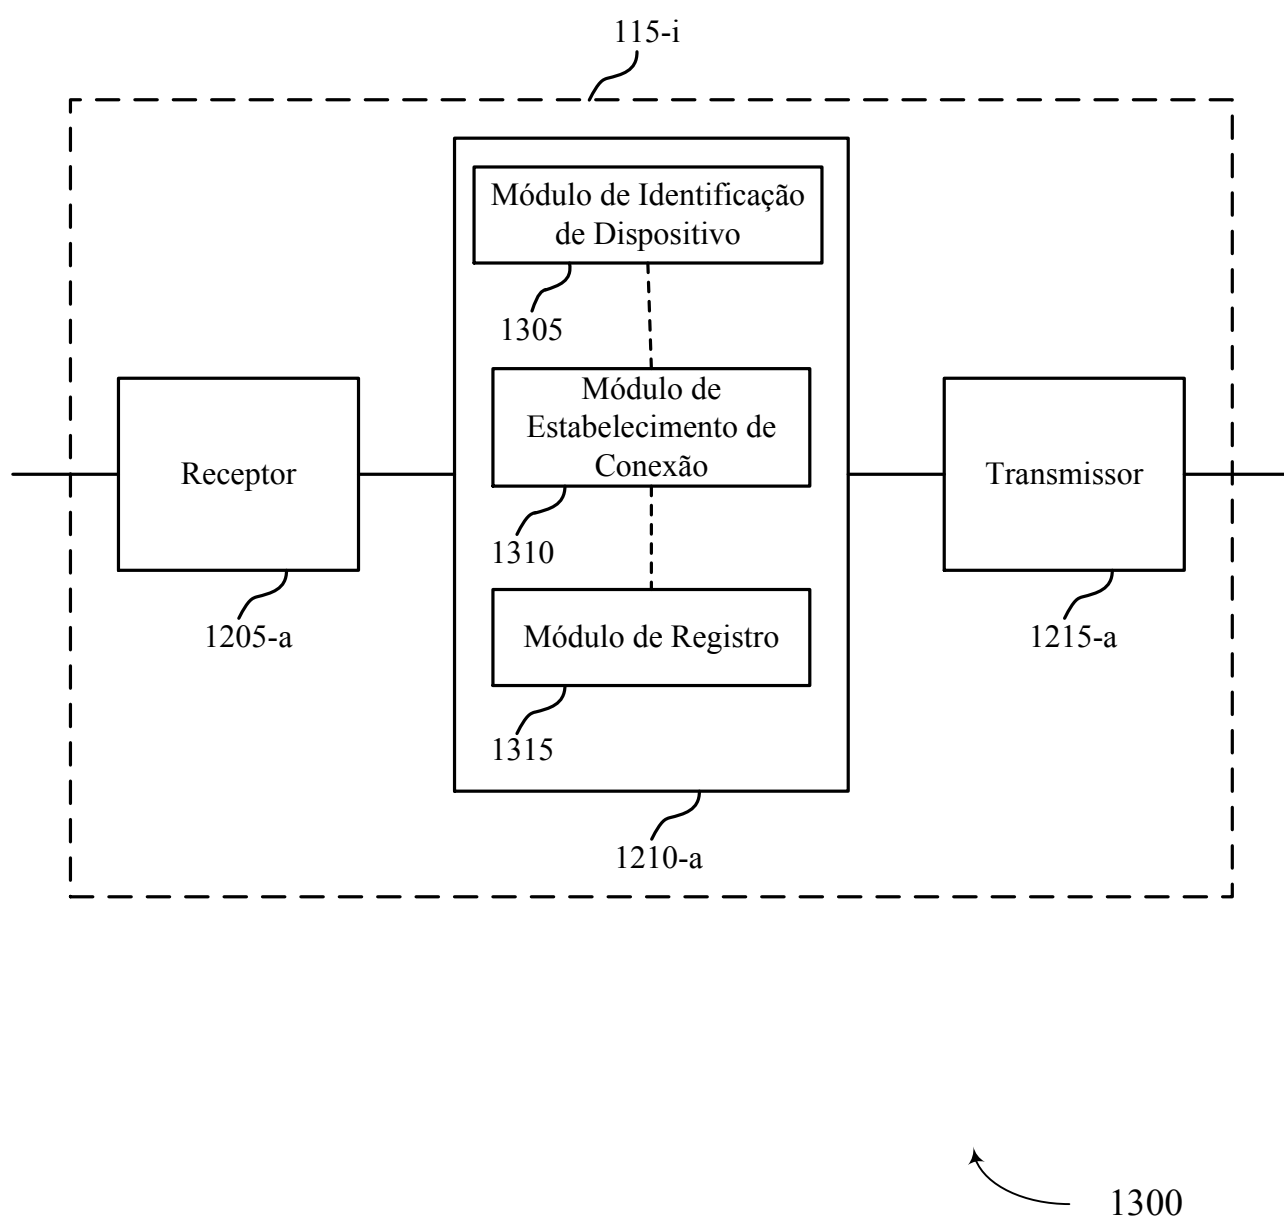 115-i
Módulo de Identificação
de Dispositivo
1305
Módulo de
Estabelecimento de
Conexão
1310
Receptor
1205-a
Transmissor
1215-a
Módulo de Registro
1315
1210-a
1300